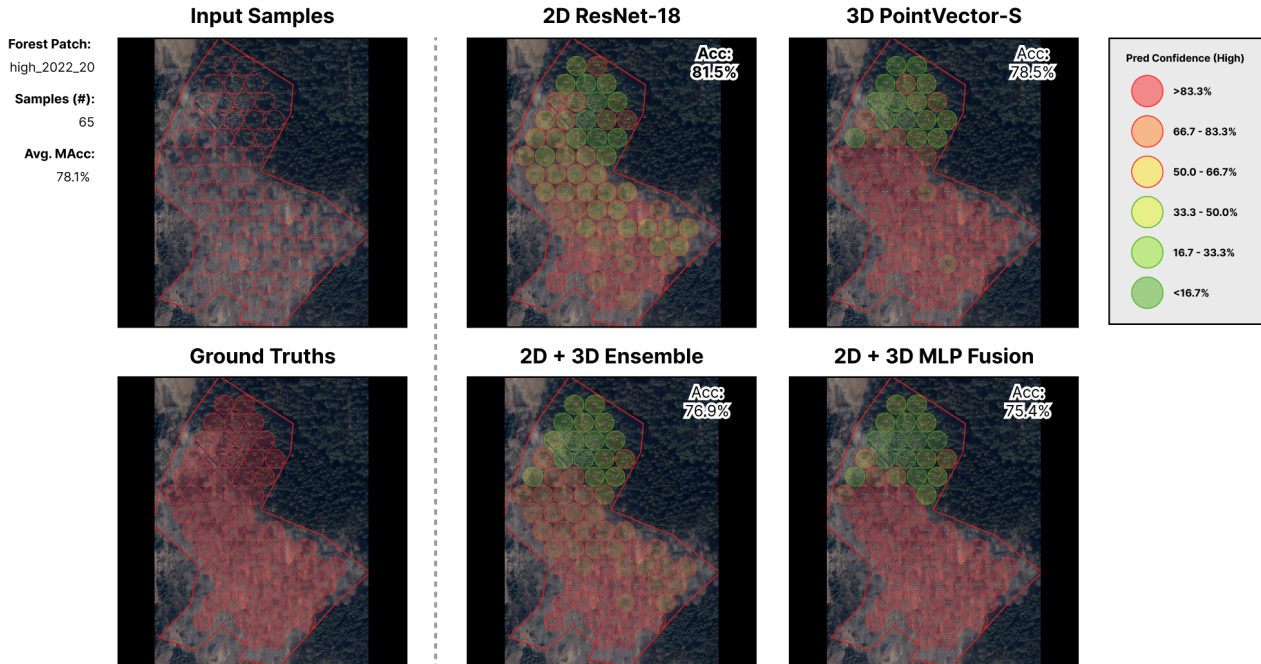 Input Samples
2D ResNet-18
3D PointVector-S
Forest Patch:
high_2022_20
Samples (#):
65
Avg. MAcc:
78.1%
Acc:
81.5%
Acc:
78.5%
Pred Confidence (High)
>83.3%
66.7 - 83.3%
50.0 - 66.7%
33.3 - 50.0%
16.7 - 33.3%
<16.7%
Ground Truths
2D + 3D Ensemble
2D + 3D MLP Fusion
Acc:
76.9%
Acc:
75.4%